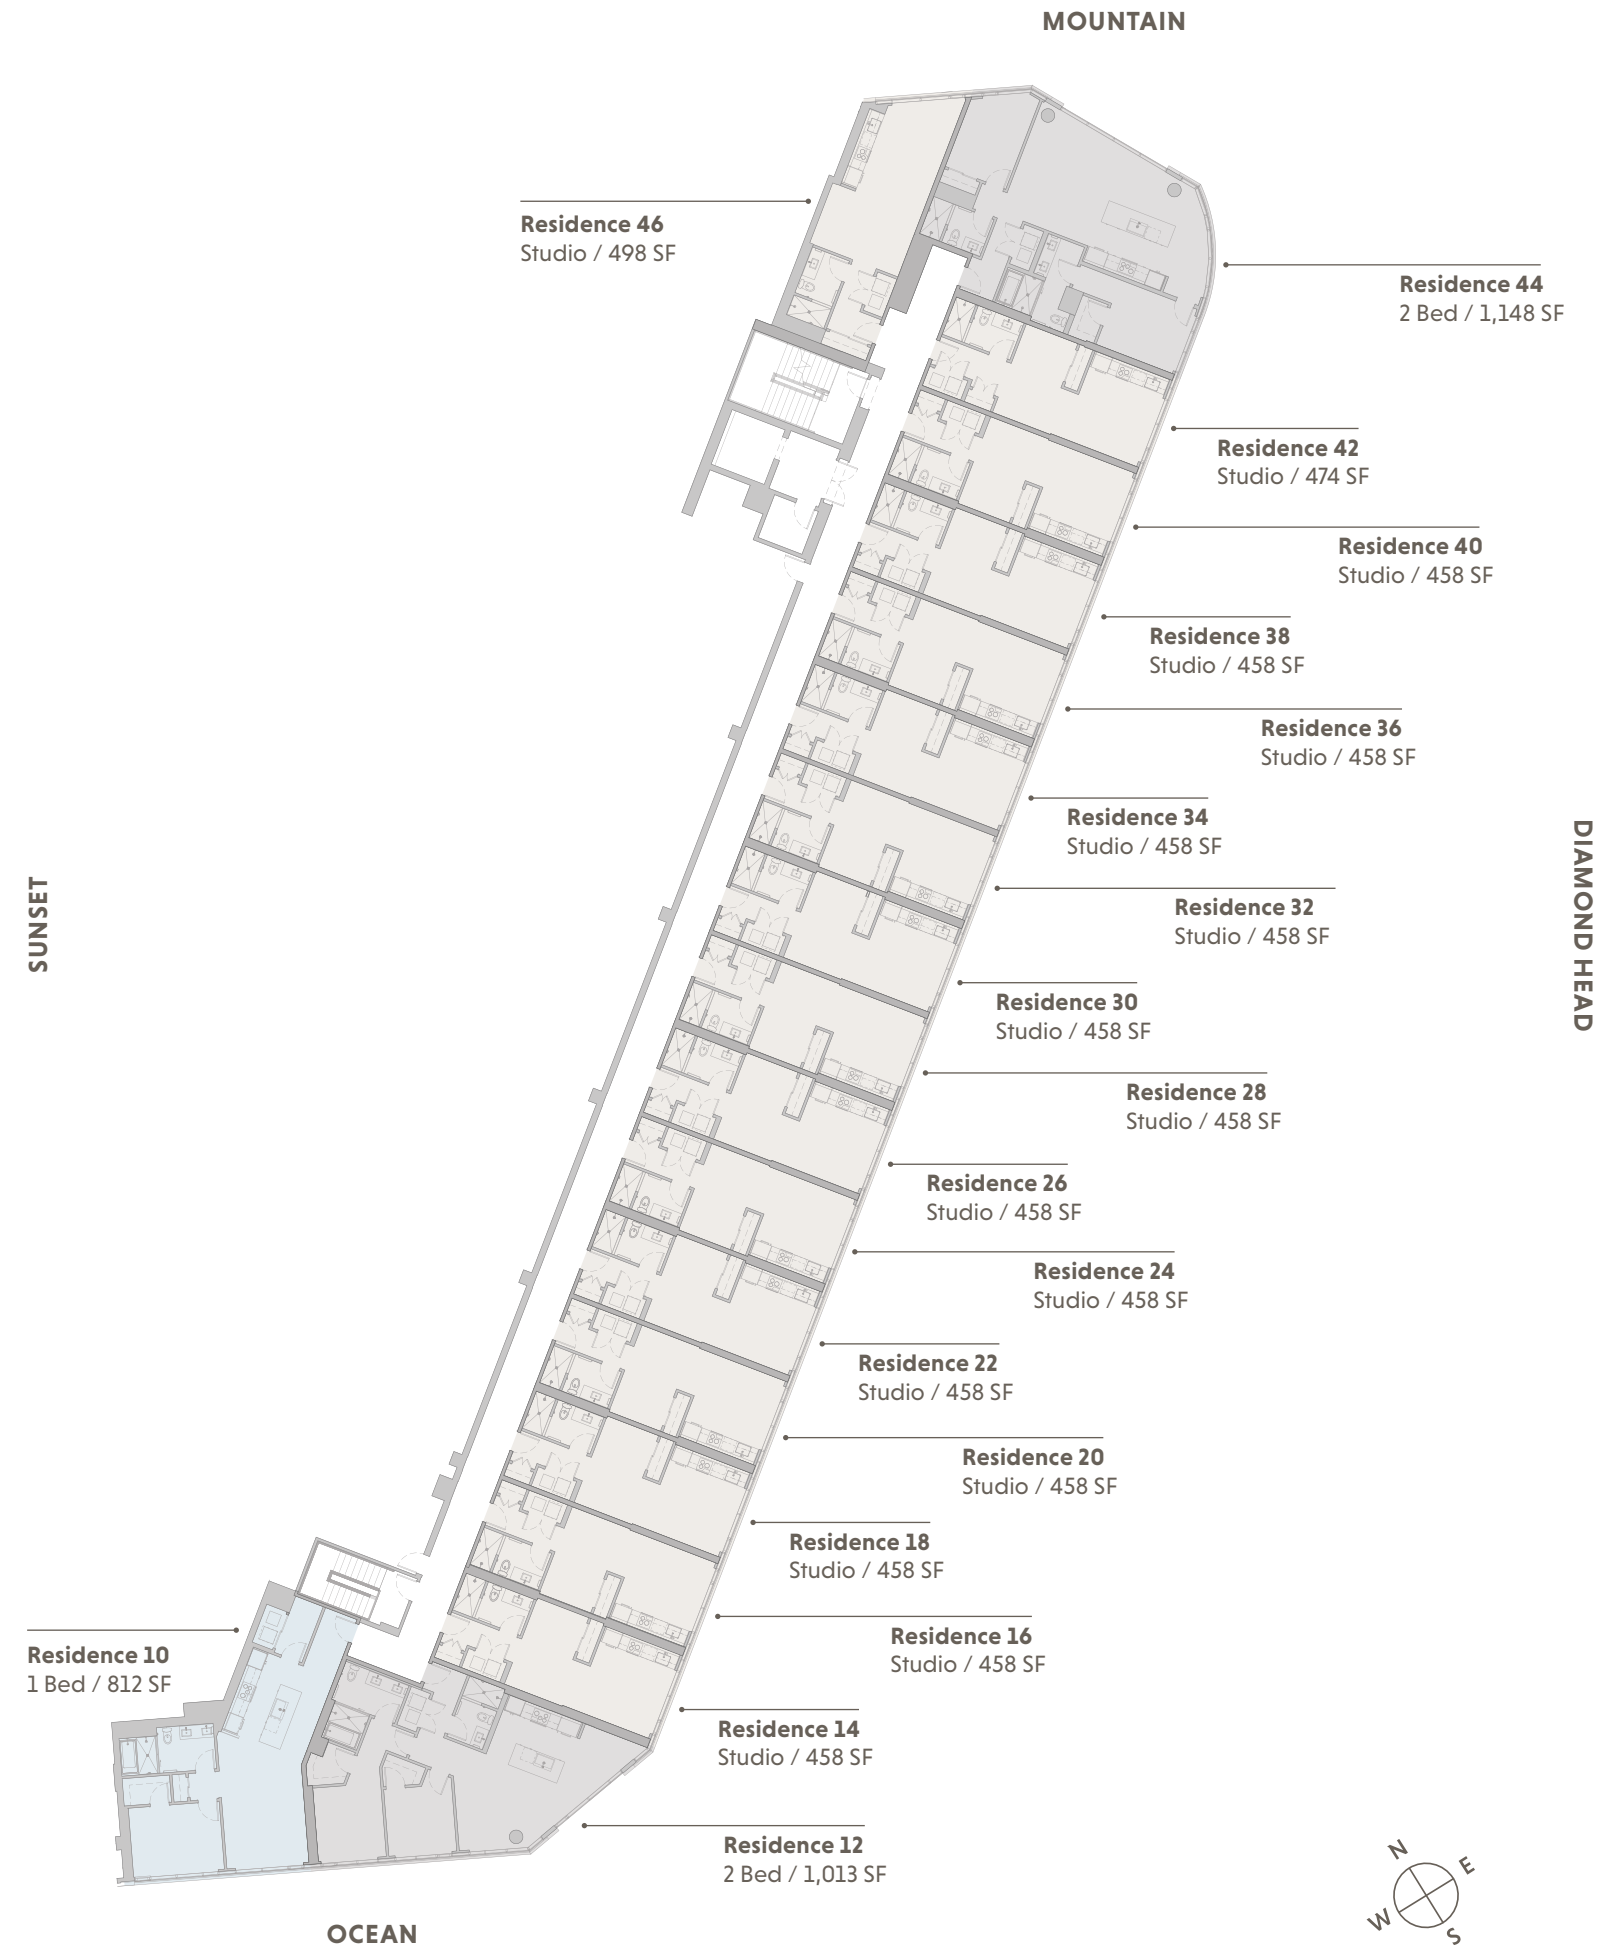 MOUNTAIN
Residence 46
Studio / 498 SF
Residence 44
2 Bed / 1,148 SF
Residence 42
Studio / 474 SF
Residence 40
Studio / 458 SF
Residence 38
Studio / 458 SF
Residence 36
Studio / 458 SF
Residence 34
Studio / 458 SF
Residence 32
Studio / 458 SF
Residence 30
Studio / 458 SF
Residence 28
Studio / 458 SF
Residence 26
Studio / 458 SF
Residence 24
Studio / 458 SF
Residence 22
Studio / 458 SF
Residence 20
Studio / 458 SF
Residence 18
Studio / 458 SF
Residence 16
Studio / 458 SF
Residence 14
Studio / 458 SF
Residence 12
2 Bed / 1,013 SF
Residence 10
1 Bed / 812 SF
SUNSET
DIAMOND HEAD
OCEAN
N
E
W
S